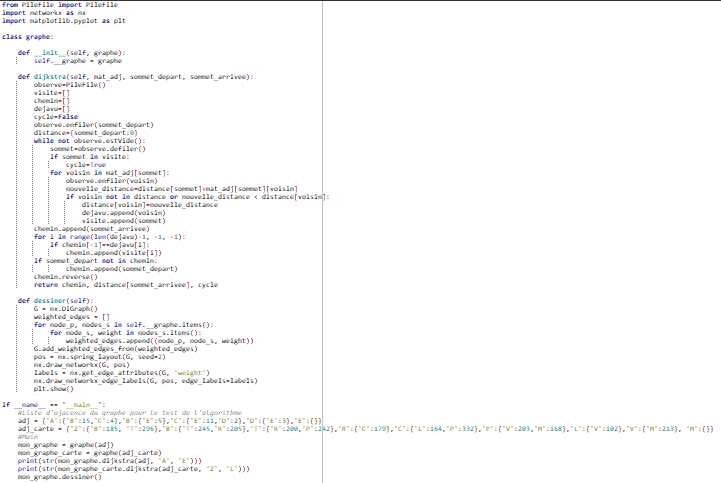 from PileFile import PileFile
import networkx as nx
import matplotlib.pyplot as plt
class graphe:
def __init__(self, graphe):
self.__graphe = graphe
def dijkstra(self, mat_adj, sommet_depart, sommet_arrivee):
observe=PileFile()
visite=[]
chemin=[]
dejavu=[]
cycle=False
observe.enfiler(sommet_depart)
distance={sommet_depart:0}
while not observe.estVide():
sommet=observe.defiler()
if sommet in visite:
cycle=True
for voisin in mat_adj[sommet]:
observe.enfiler(voisin)
nouvelle_distance=distance[sommet]+mat_adj[sommet][voisin]
if voisin not in distance or nouvelle_distance < distance[voisin]:
distance[voisin]=nouvelle_distance
dejavu.append(voisin)
visite.append(sommet)
chemin.append(sommet_arrivee)
for i in range(len(dejavu)-1, -1, -1):
if chemin[-1]==dejavu[i]:
chemin.append(visite[i])
if sommet_depart not in chemin:
chemin.append(sommet_depart)
chemin.reverse()
return chemin, distance[sommet_arrivee], cycle
def dessiner(self):
G = nx.DiGraph()
weighted_edges = []
for node_p, nodes_s in self.__graphe.items():
for node_s, weight in nodes_s.items():
weighted_edges.append((node_p, node_s, weight))
G.add_weighted_edges_from(weighted_edges)
pos = nx.spring_layout(G, seed=2)
nx.draw_networkx(G, pos)
labels = nx.get_edge_attributes(G, 'weight')
nx.draw_networkx_edge_labels(G, pos, edge_labels=labels)
plt.show()
if __name__ == "__main__":
#Liste d'ajacence du graphe pour le test de l'algorithme
adj = {"A":{"B":15,"C":4},"B":{"E":5},"C":{"E":11,"D":2},"D":{"E":3},"E":{}}
adj_carte = {"Z":{"B":185, "T":296},"B":{"T":245,"R":205},"T":{"R":200,"P":242},"R":{"C":179},"C":{"L":164,"P":332},"P":{"V":203,"M":168},"L":{"V":102},"V":{"M":213}, "M":{}}
#Main
mon_graphe = graphe(adj)
mon_graphe_carte = graphe(adj_carte)
print(str(mon_graphe.dijkstra(adj, "A", "E")))
print(str(mon_graphe_carte.dijkstra(adj_carte, "Z", "L")))
mon_graphe.dessiner()